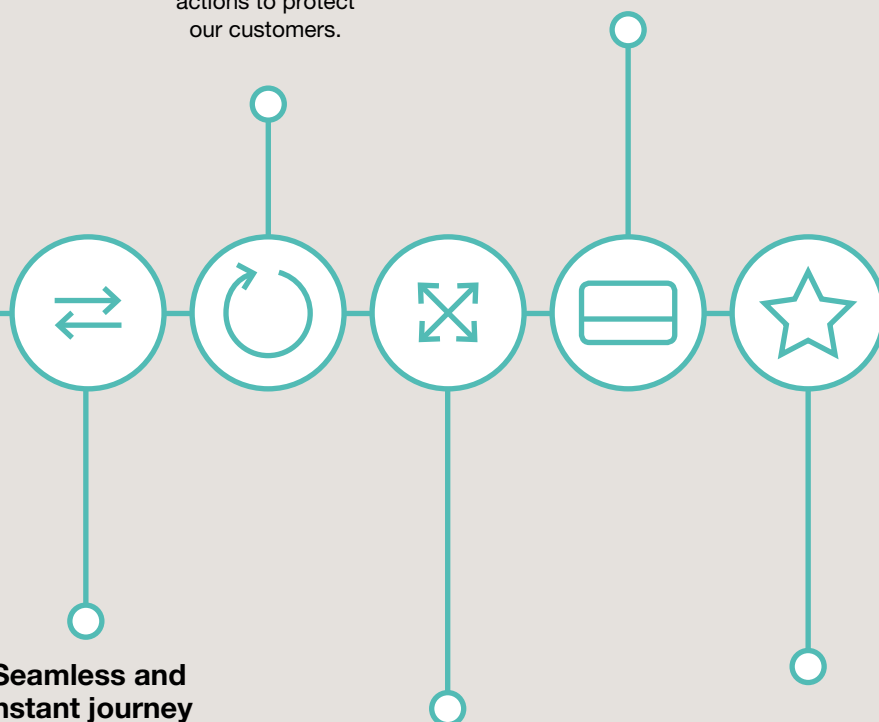 actions to protect
our customers.
Seamless and
nstant journey